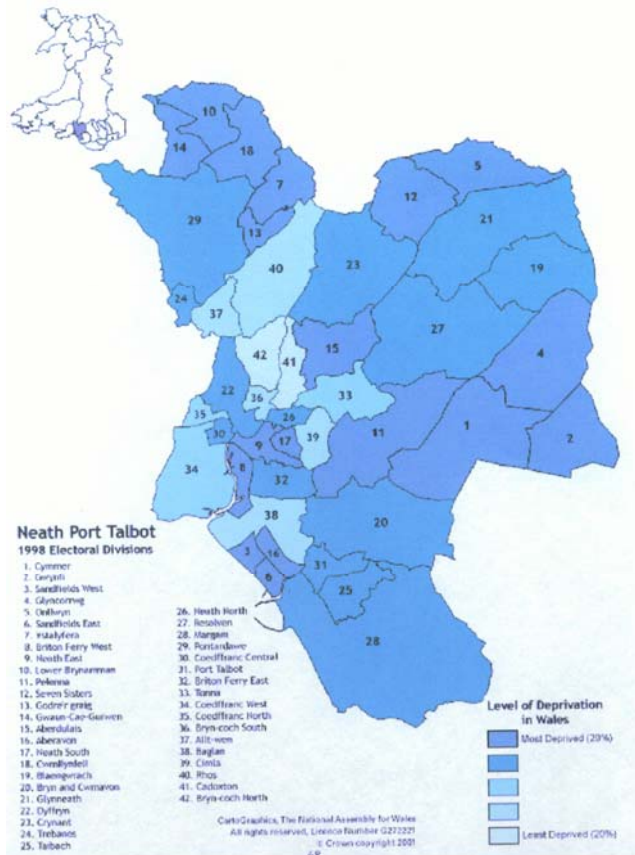 10
14
18
7
5
12
29
13
21
40
23
19
24
37
27
42
41
15
4
22
36
33
35
26
30
9
17
39
11
1
2
34
8
32
38
20
3
16
31
6
25
28
Neath Port Talbot
1998 Electoral Divisions
1. Cymmer
2. Gwynfi
3. Sandfields West
4. Glyncorrwg
5. Onllwyn
6. Sandfields East
7. Ystalyfera
8. Briton Ferry West
9. Neath East
10. Lower Brynamman
11. Pelenna
12. Seven Sisters
13. Godre'r graig
14. Gwaun-Cae-Gurwen
15. Aberdulais
16. Aberavon
17. Neath South
18. Cwmllynfell
19. Blaengwrach
20. Bryn and Cwmavon
21. Glynneath
22. Dyffryn
23. Crynant
24. Trebanos
25. Taibach
26. Neath North
27. Resolven
28. Margam
29. Pontardawe
30. Coedffranc Central
31. Port Talbot
32. Briton Ferry East
33. Tonna
34. Coedffranc West
35. Coedffranc North
36. Bryn-coch South
37. Allt-wen
38. Baglan
39. Cimla
40. Rhos
41. Cadoxton
42. Bryn-coch North
Level of Deprivation
in Wales
Most Deprived (20%)
Least Deprived (20%)
CartoGraphics, The National Assembly for Wales
All rights reserved, Licence Number G272221
© Crown copyright 2001